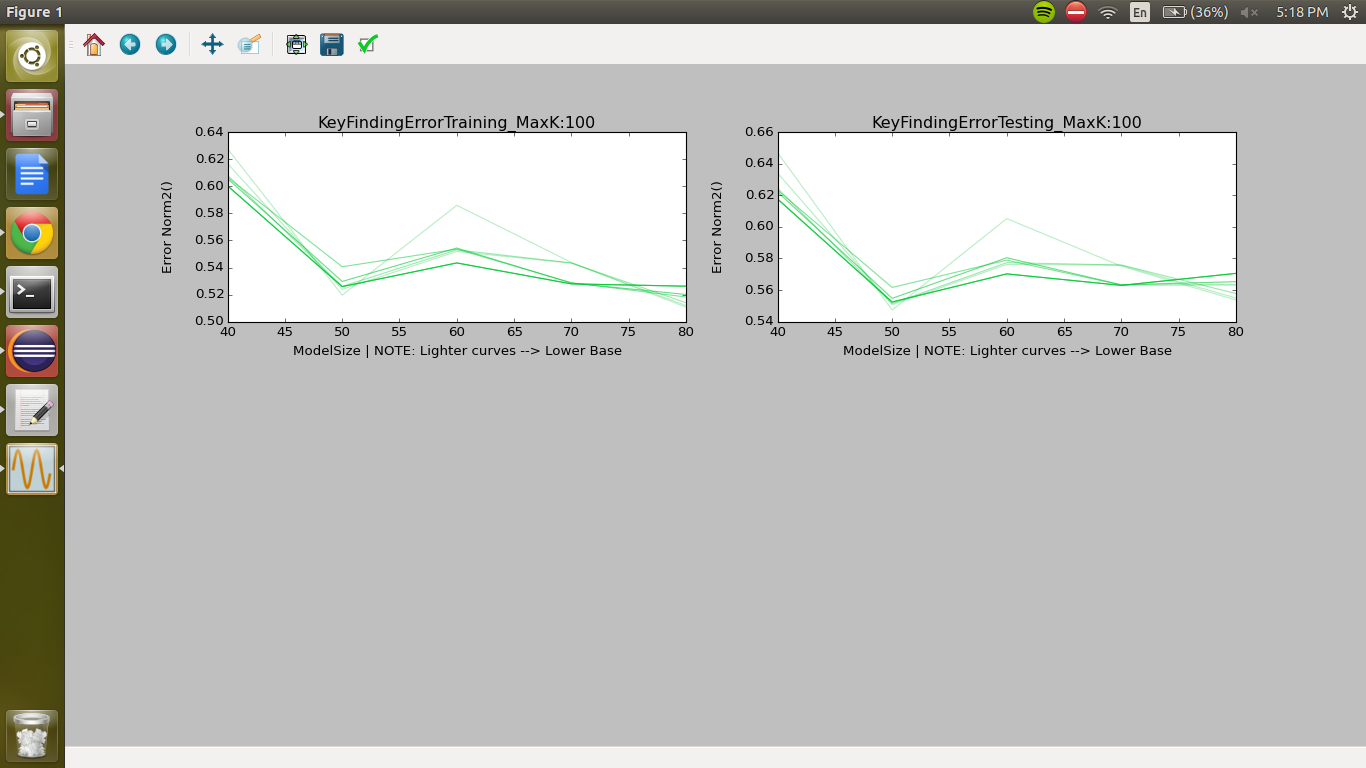 Figure 1
En
(36%)
5:18 PM
KeyFindingErrorTraining_MaxK:100
0.64
0.62
0.60
0.58
0.56
0.54
0.52
0.50
Error Norm2()
40 45 50 55 60 65 70 75 80
ModelSize | NOTE: Lighter curves --> Lower Base
KeyFindingErrorTesting_MaxK:100
0.66
0.64
0.62
0.60
0.58
0.56
0.54
Error Norm2()
40 45 50 55 60 65 70 75 80
ModelSize | NOTE: Lighter curves --> Lower Base